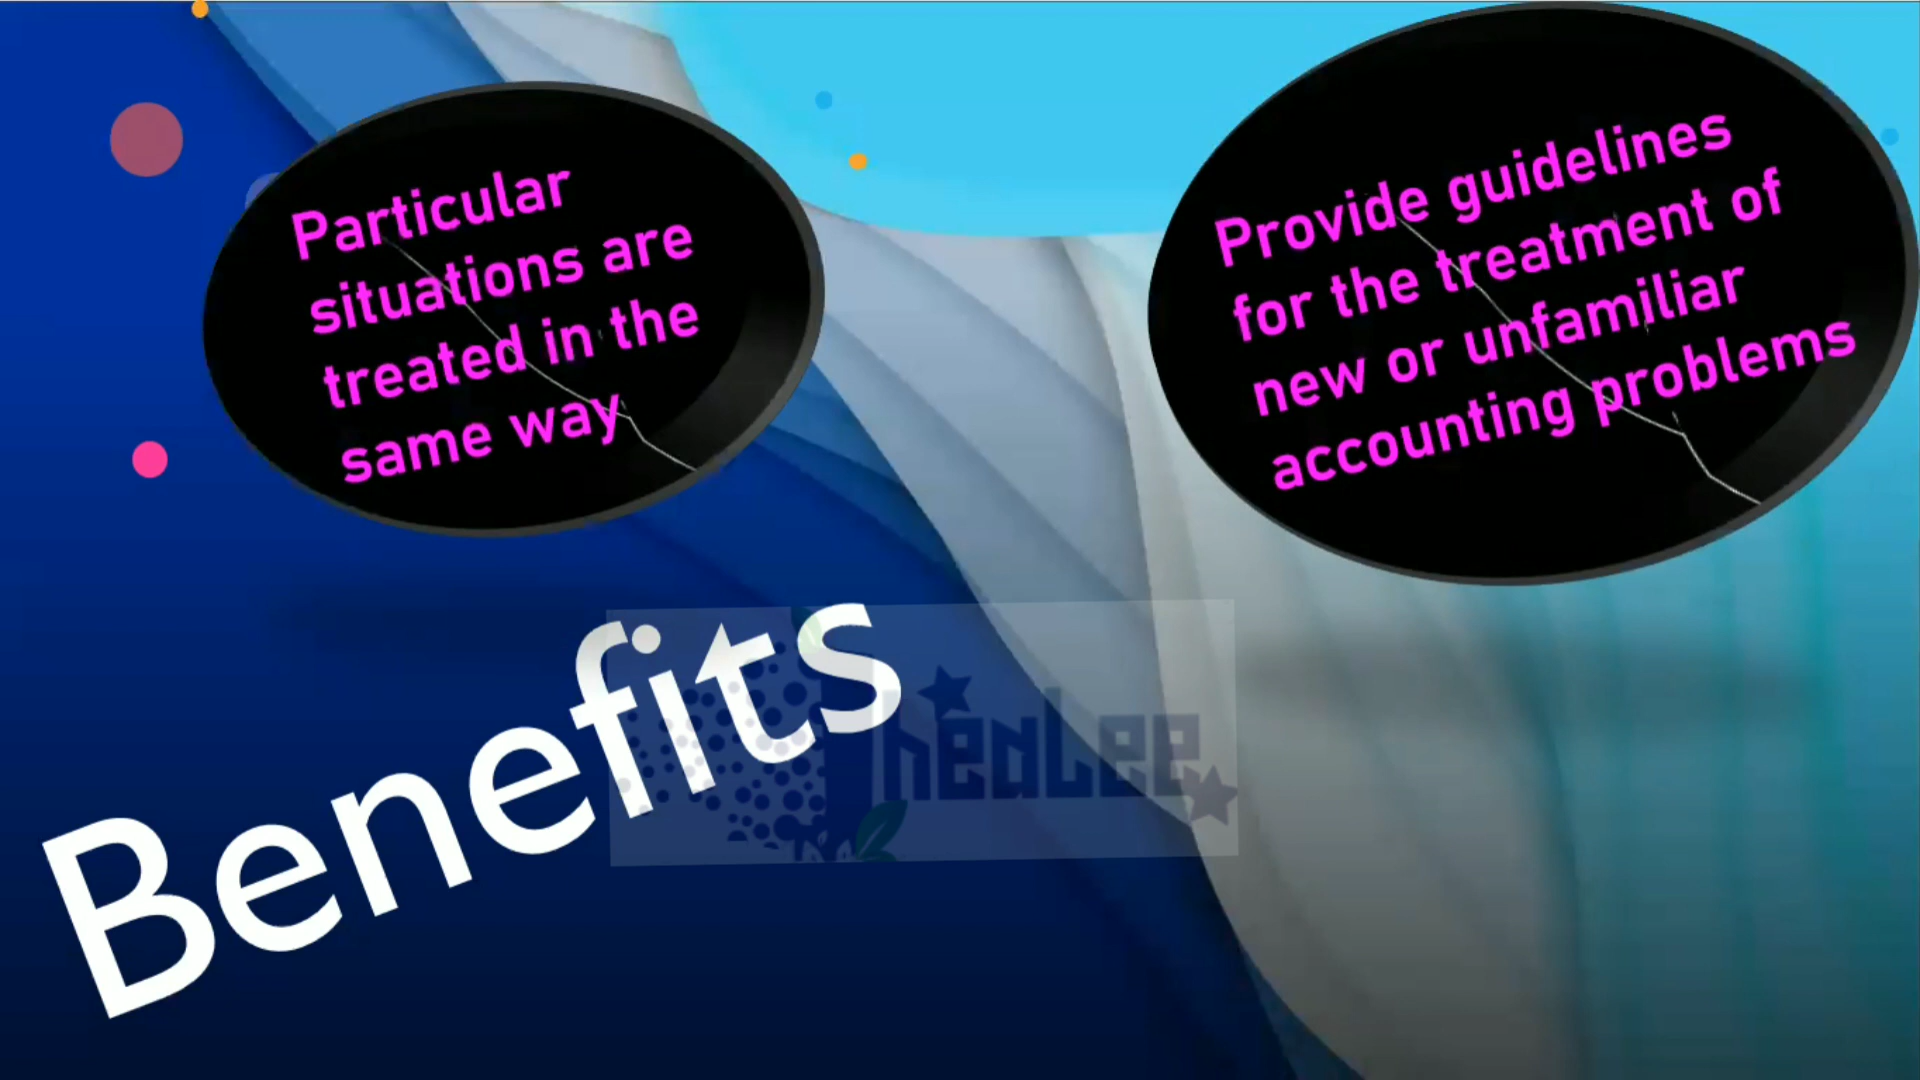 Particular
situations are
treated in the
same way
Provide guidelines
for the treatment of
new or unfamiliar
accounting problems
Benefits
TheaLee